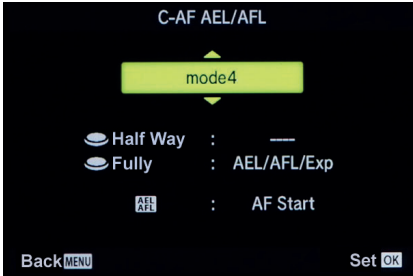 C-AF AEL/AFL
mode4
Half Way : ----
Fully : AEL/AFL/Exp
AEL AFL : AF Start
Back MENU Set OK